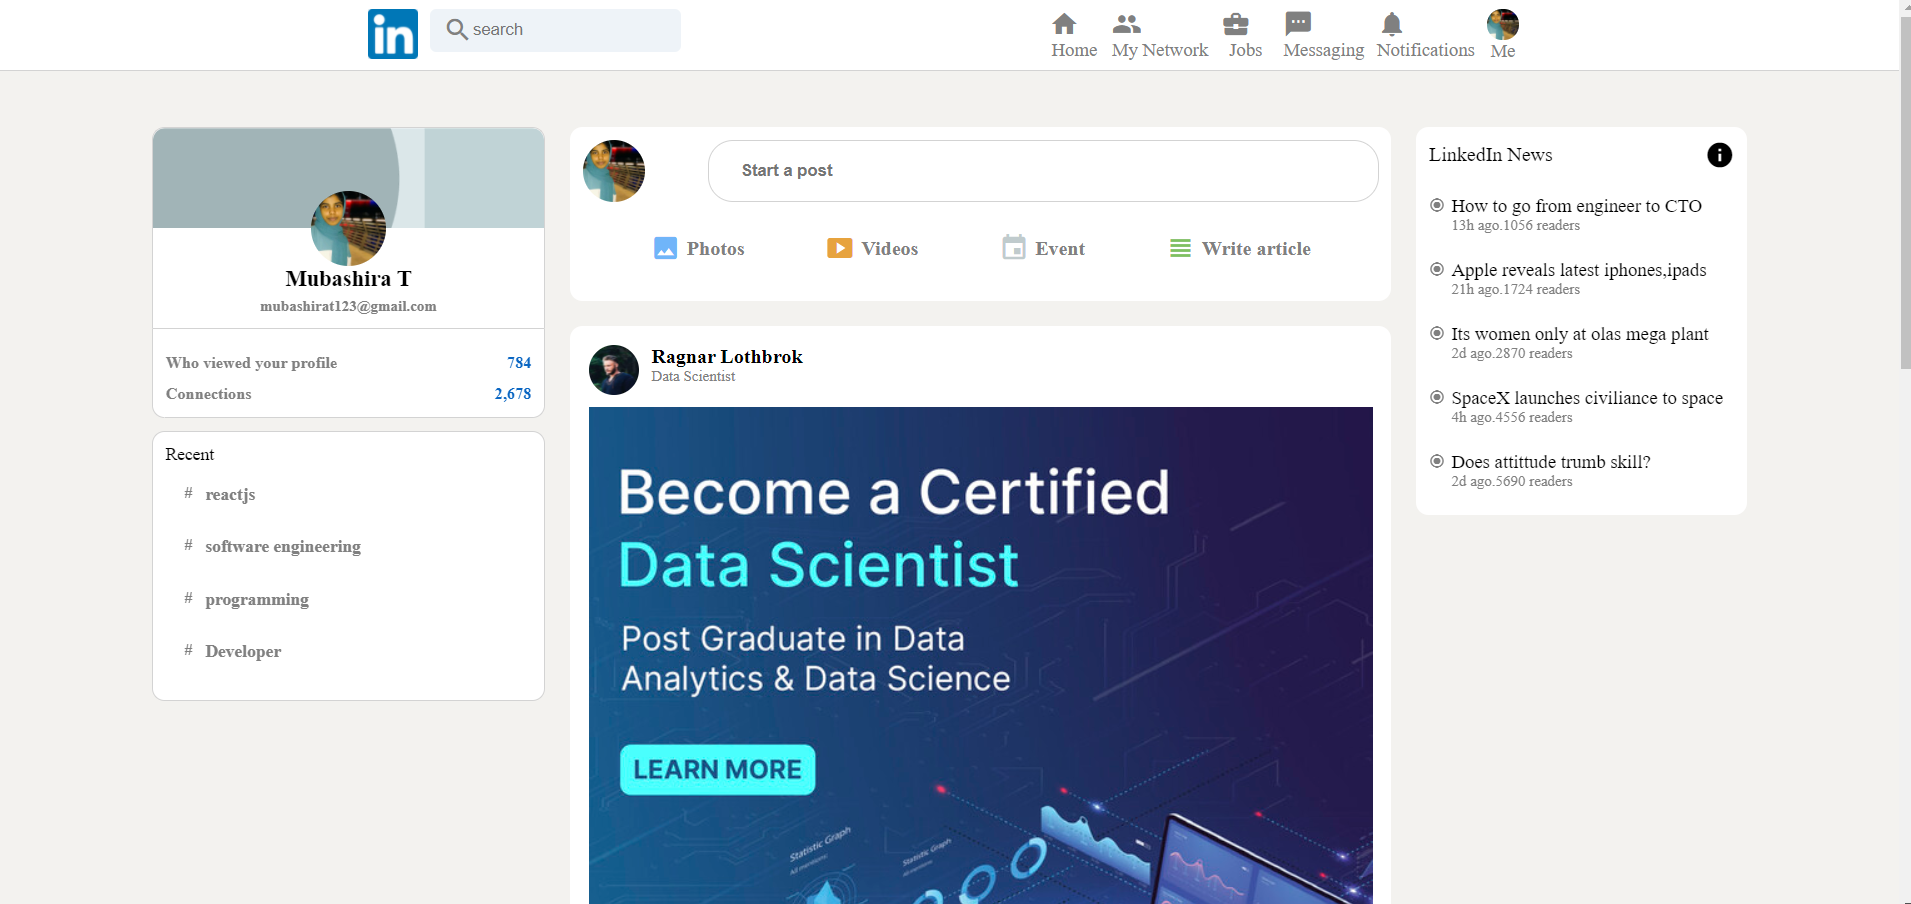 in
search
Home
My Network
Jobs
Messaging
Notifications
Me
Mubashira T
mubashirat123@gmail.com
Who viewed your profile 784
Connections 2,678
Recent
# reactjs
# software engineering
# programming
# Developer
Start a post
Photos
Videos
Event
Write article
Ragnar Lothbrok
Data Scientist
Become a Certified
Data Scientist
Post Graduate in Data
Analytics & Data Science
LEARN MORE
Statistic Graph
All mensions
Statistic Graph
All mensions
LinkedIn News
How to go from engineer to CTO
13h ago.1056 readers
Apple reveals latest iphones,ipads
21h ago.1724 readers
Its women only at olas mega plant
2d ago.2870 readers
SpaceX launches civiliance to space
4h ago.4556 readers
Does attittude trumb skill?
2d ago.5690 readers